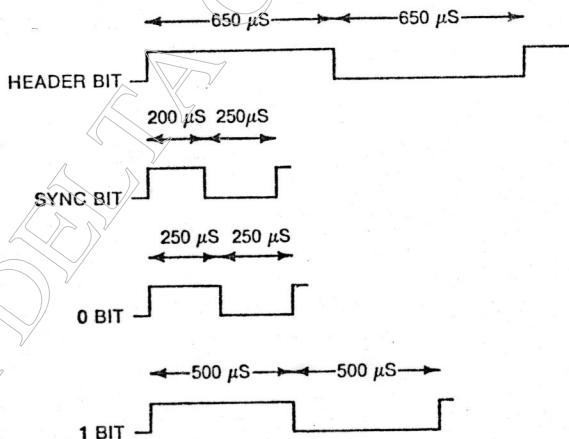 650 µS 650 µS
HEADER BIT
200 µS 250µS
SYNC BIT
250 µS 250 µS
0 BIT
500 µS 500 µS
1 BIT
DELTA